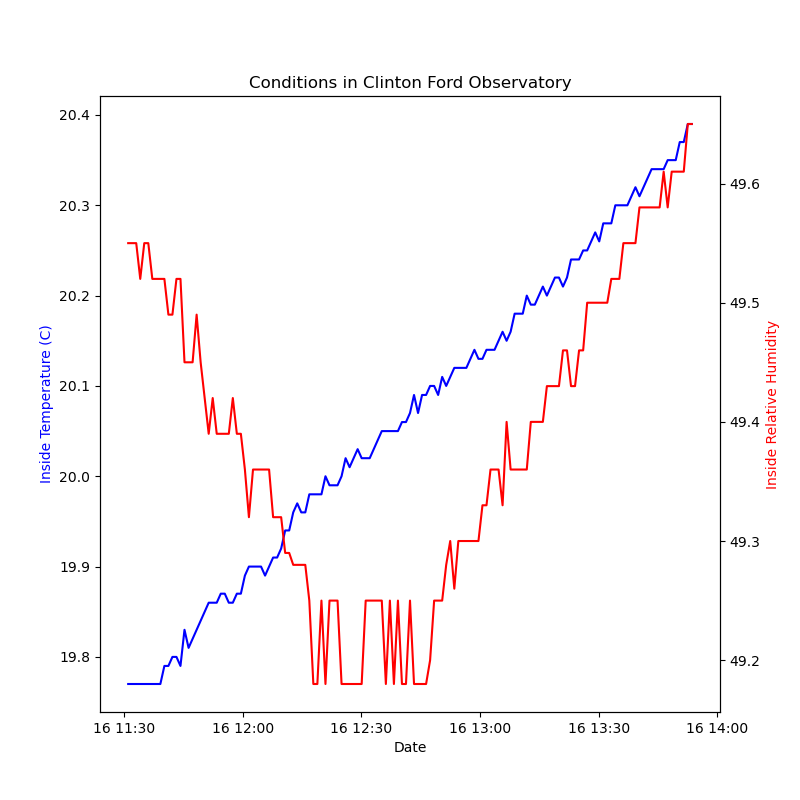 Conditions in Clinton Ford Observatory
20.4
20.3
20.2
20.1
20.0
19.9
19.8
Inside Temperature (C)
49.6
49.5
49.4
49.3
49.2
Inside Relative Humidity
16 11:30 16 12:00 16 12:30 16 13:00 16 13:30 16 14:00
Date